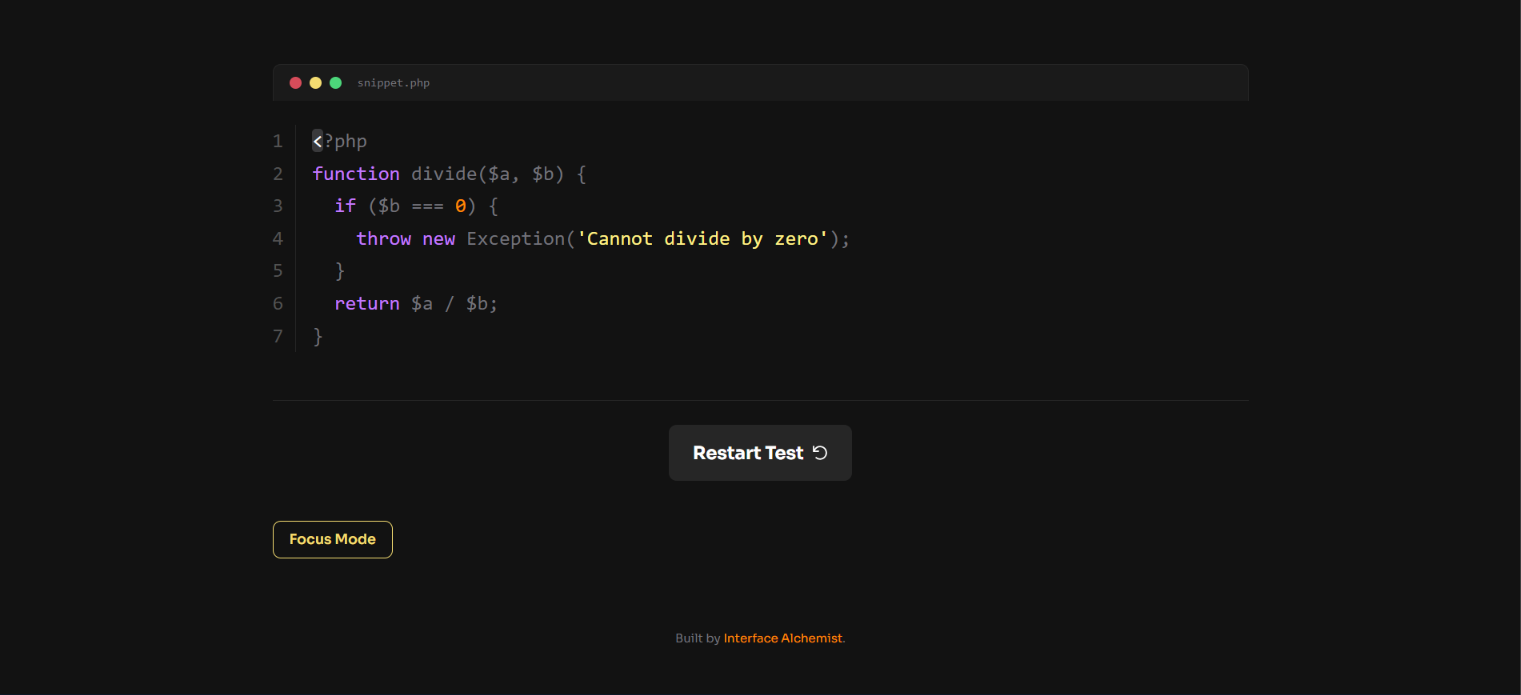 snippet.php
1 <?php
2 function divide($a, $b) {
3   if ($b === 0) {
4     throw new Exception('Cannot divide by zero');
5   }
6   return $a / $b;
7 }
Restart Test
Focus Mode
Built by Interface Alchemist.